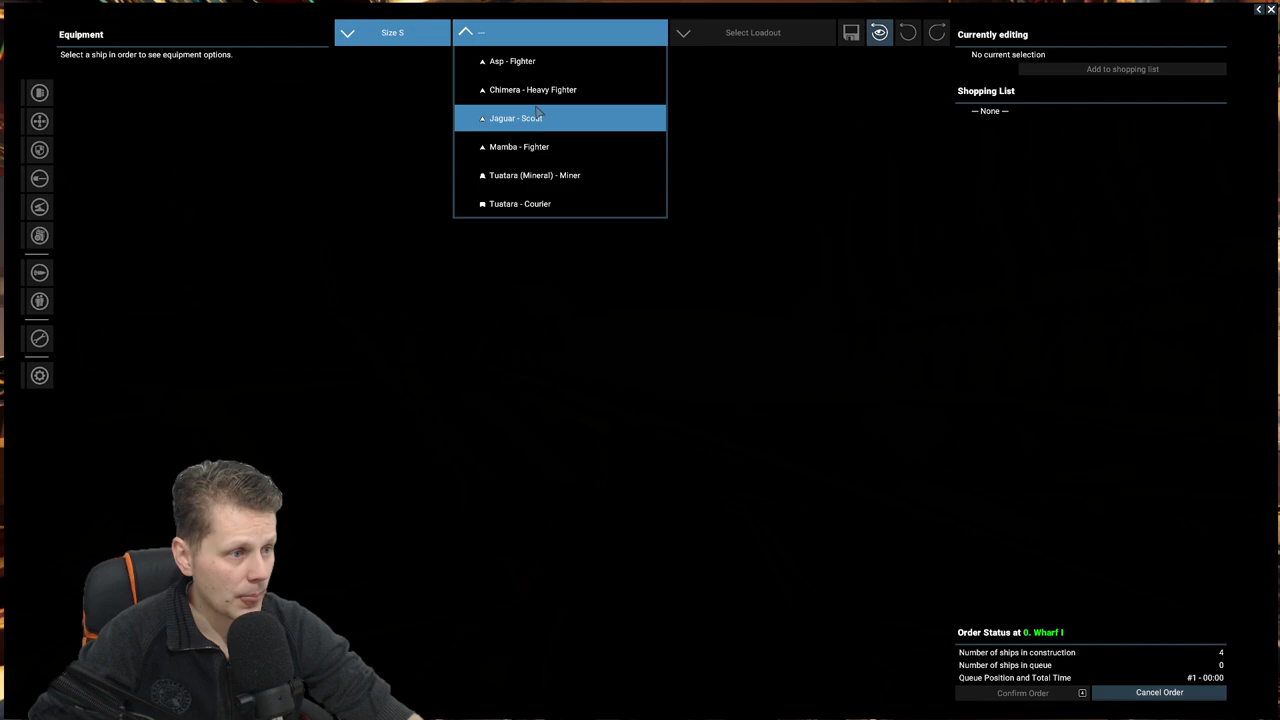 Equipment
Select a ship in order to see equipment options.
Size S
—
Select Loadout
Asp - Fighter
Chimera - Heavy Fighter
Jaguar - Scout
Mamba - Fighter
Tuatara (Mineral) - Miner
Tuatara - Courier
Currently editing
No current selection
Add to shopping list
Shopping List
— None —
Order Status at 0. Wharf I
Number of ships in construction 4
Number of ships in queue 0
Queue Position and Total Time #1 - 00:00
Confirm Order
Cancel Order